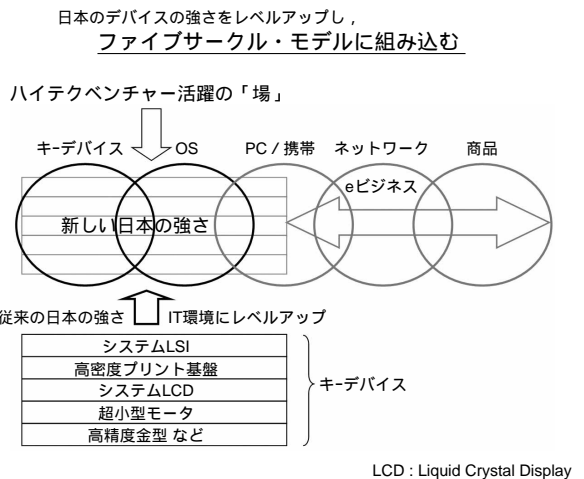 日本のデバイスの強さをレベルアップし，
ファイブサークル・モデルに組み込む
ハイテクベンチャー活躍の「場」
キーデバイス
OS
PC / 携帯
ネットワーク
商品
eビジネス
新しい日本の強さ
従来の日本の強さ
IT環境にレベルアップ
システムLSI
高密度プリント基盤
システムLCD
超小型モータ
高精度金型 など
キーデバイス
LCD : Liquid Crystal Display